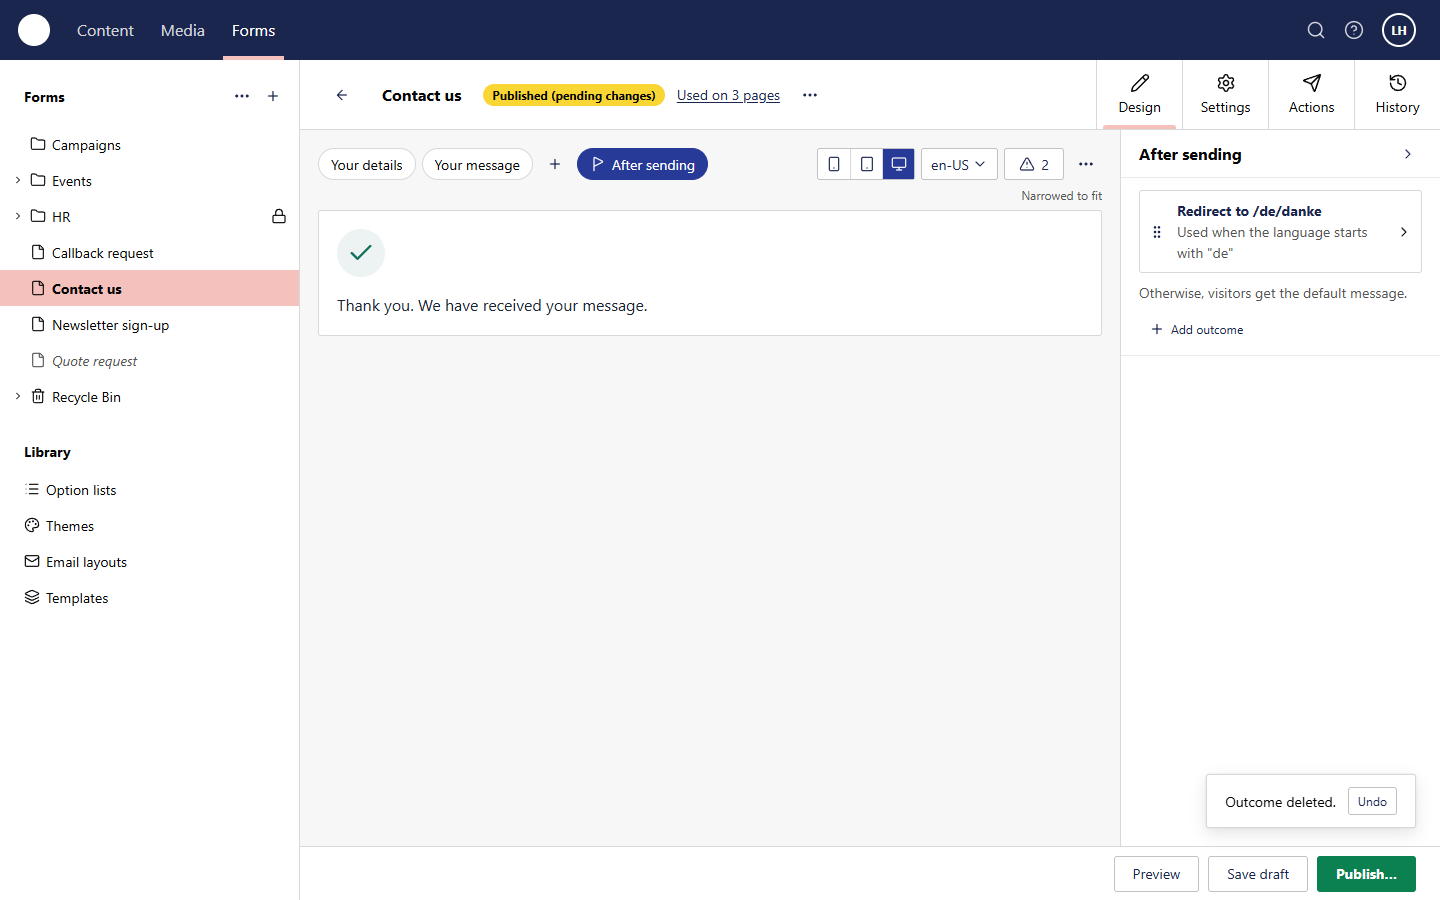 Content Media Forms LH
Forms
Campaigns
Events
HR
Callback request
Contact us
Newsletter sign-up
Quote request
Recycle Bin
Library
Option lists
Themes
Email layouts
Templates
Contact us Published (pending changes) Used on 3 pages
Design Settings Actions History
Your details Your message After sending en-US 2
Narrowed to fit
Thank you. We have received your message.
After sending
Redirect to /de/danke
Used when the language starts
with "de"
Otherwise, visitors get the default message.
Add outcome
Outcome deleted. Undo
Preview Save draft Publish...